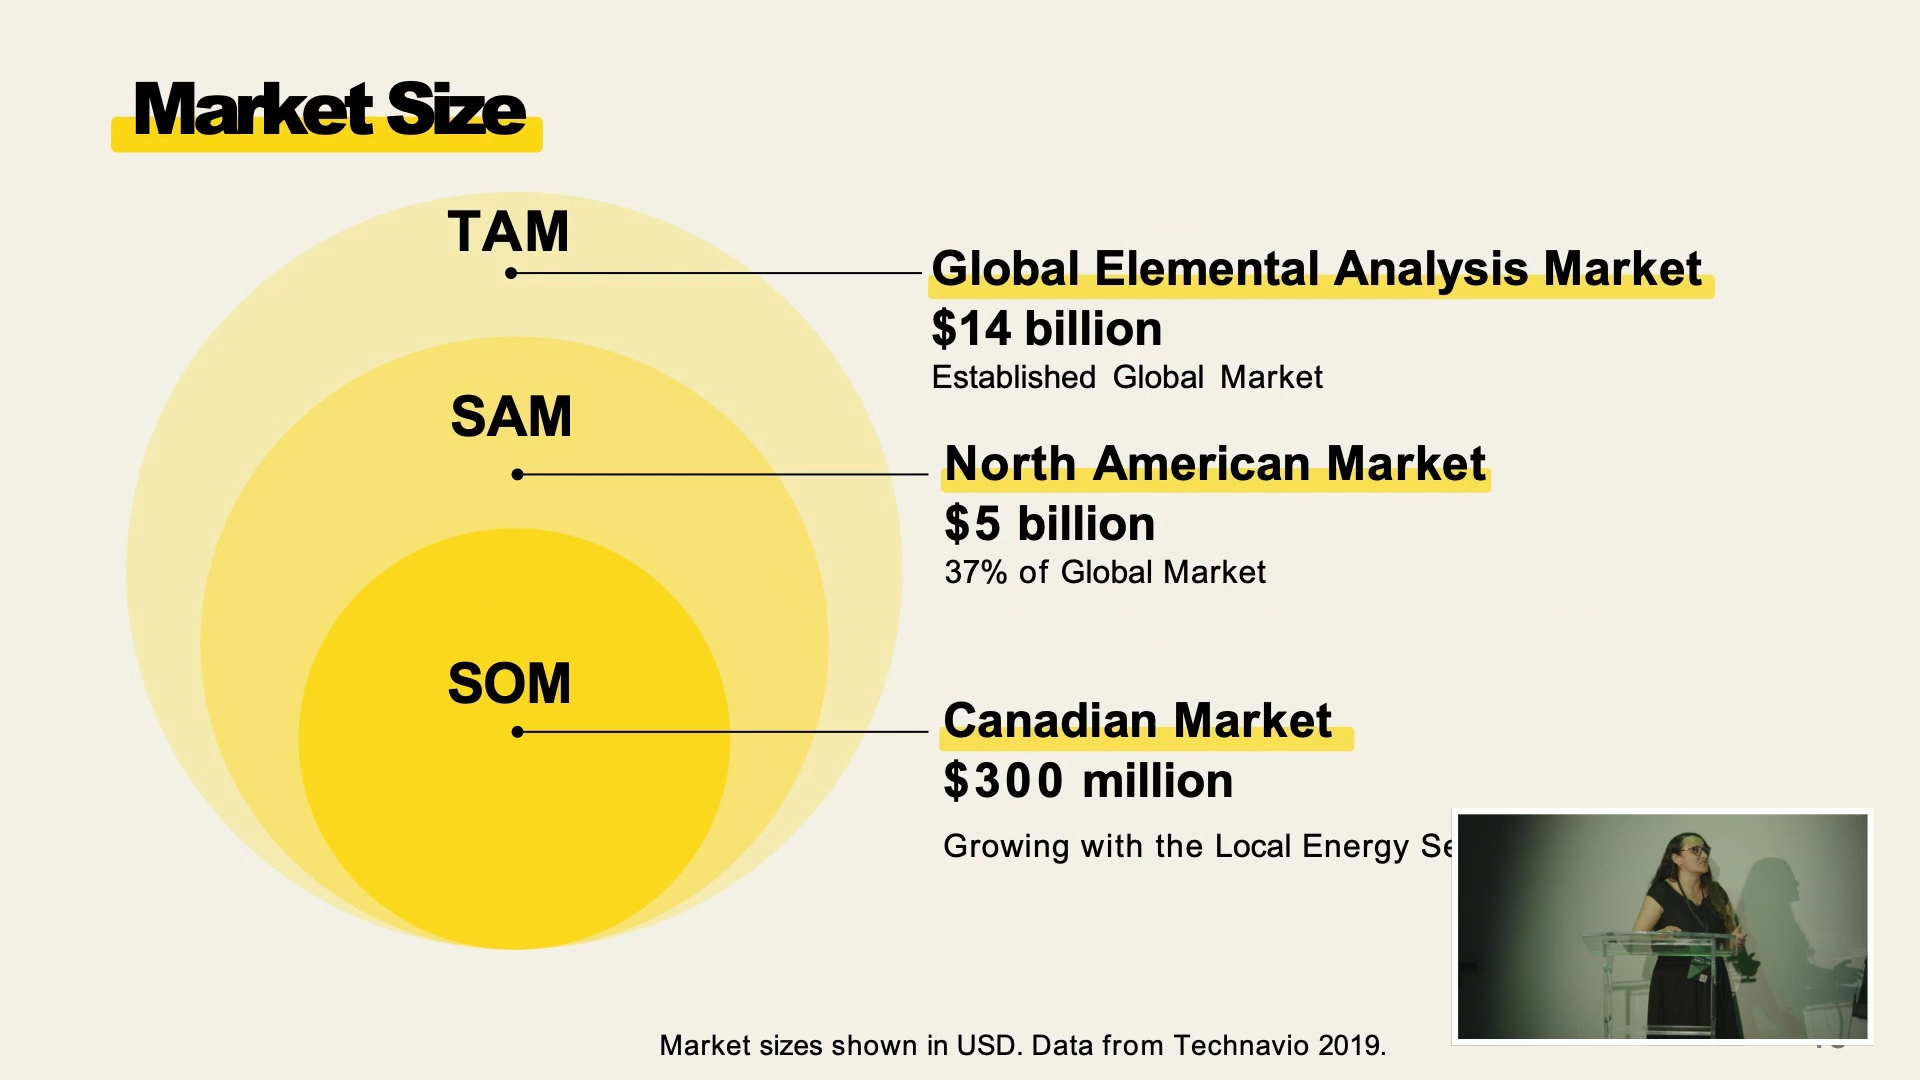 Market Size
TAM
Global Elemental Analysis Market
$14 billion
Established Global Market
SAM
North American Market
$5 billion
37% of Global Market
SOM
Canadian Market
$300 million
Growing with the Local Energy
Market sizes shown in USD. Data from Technavio 2019.